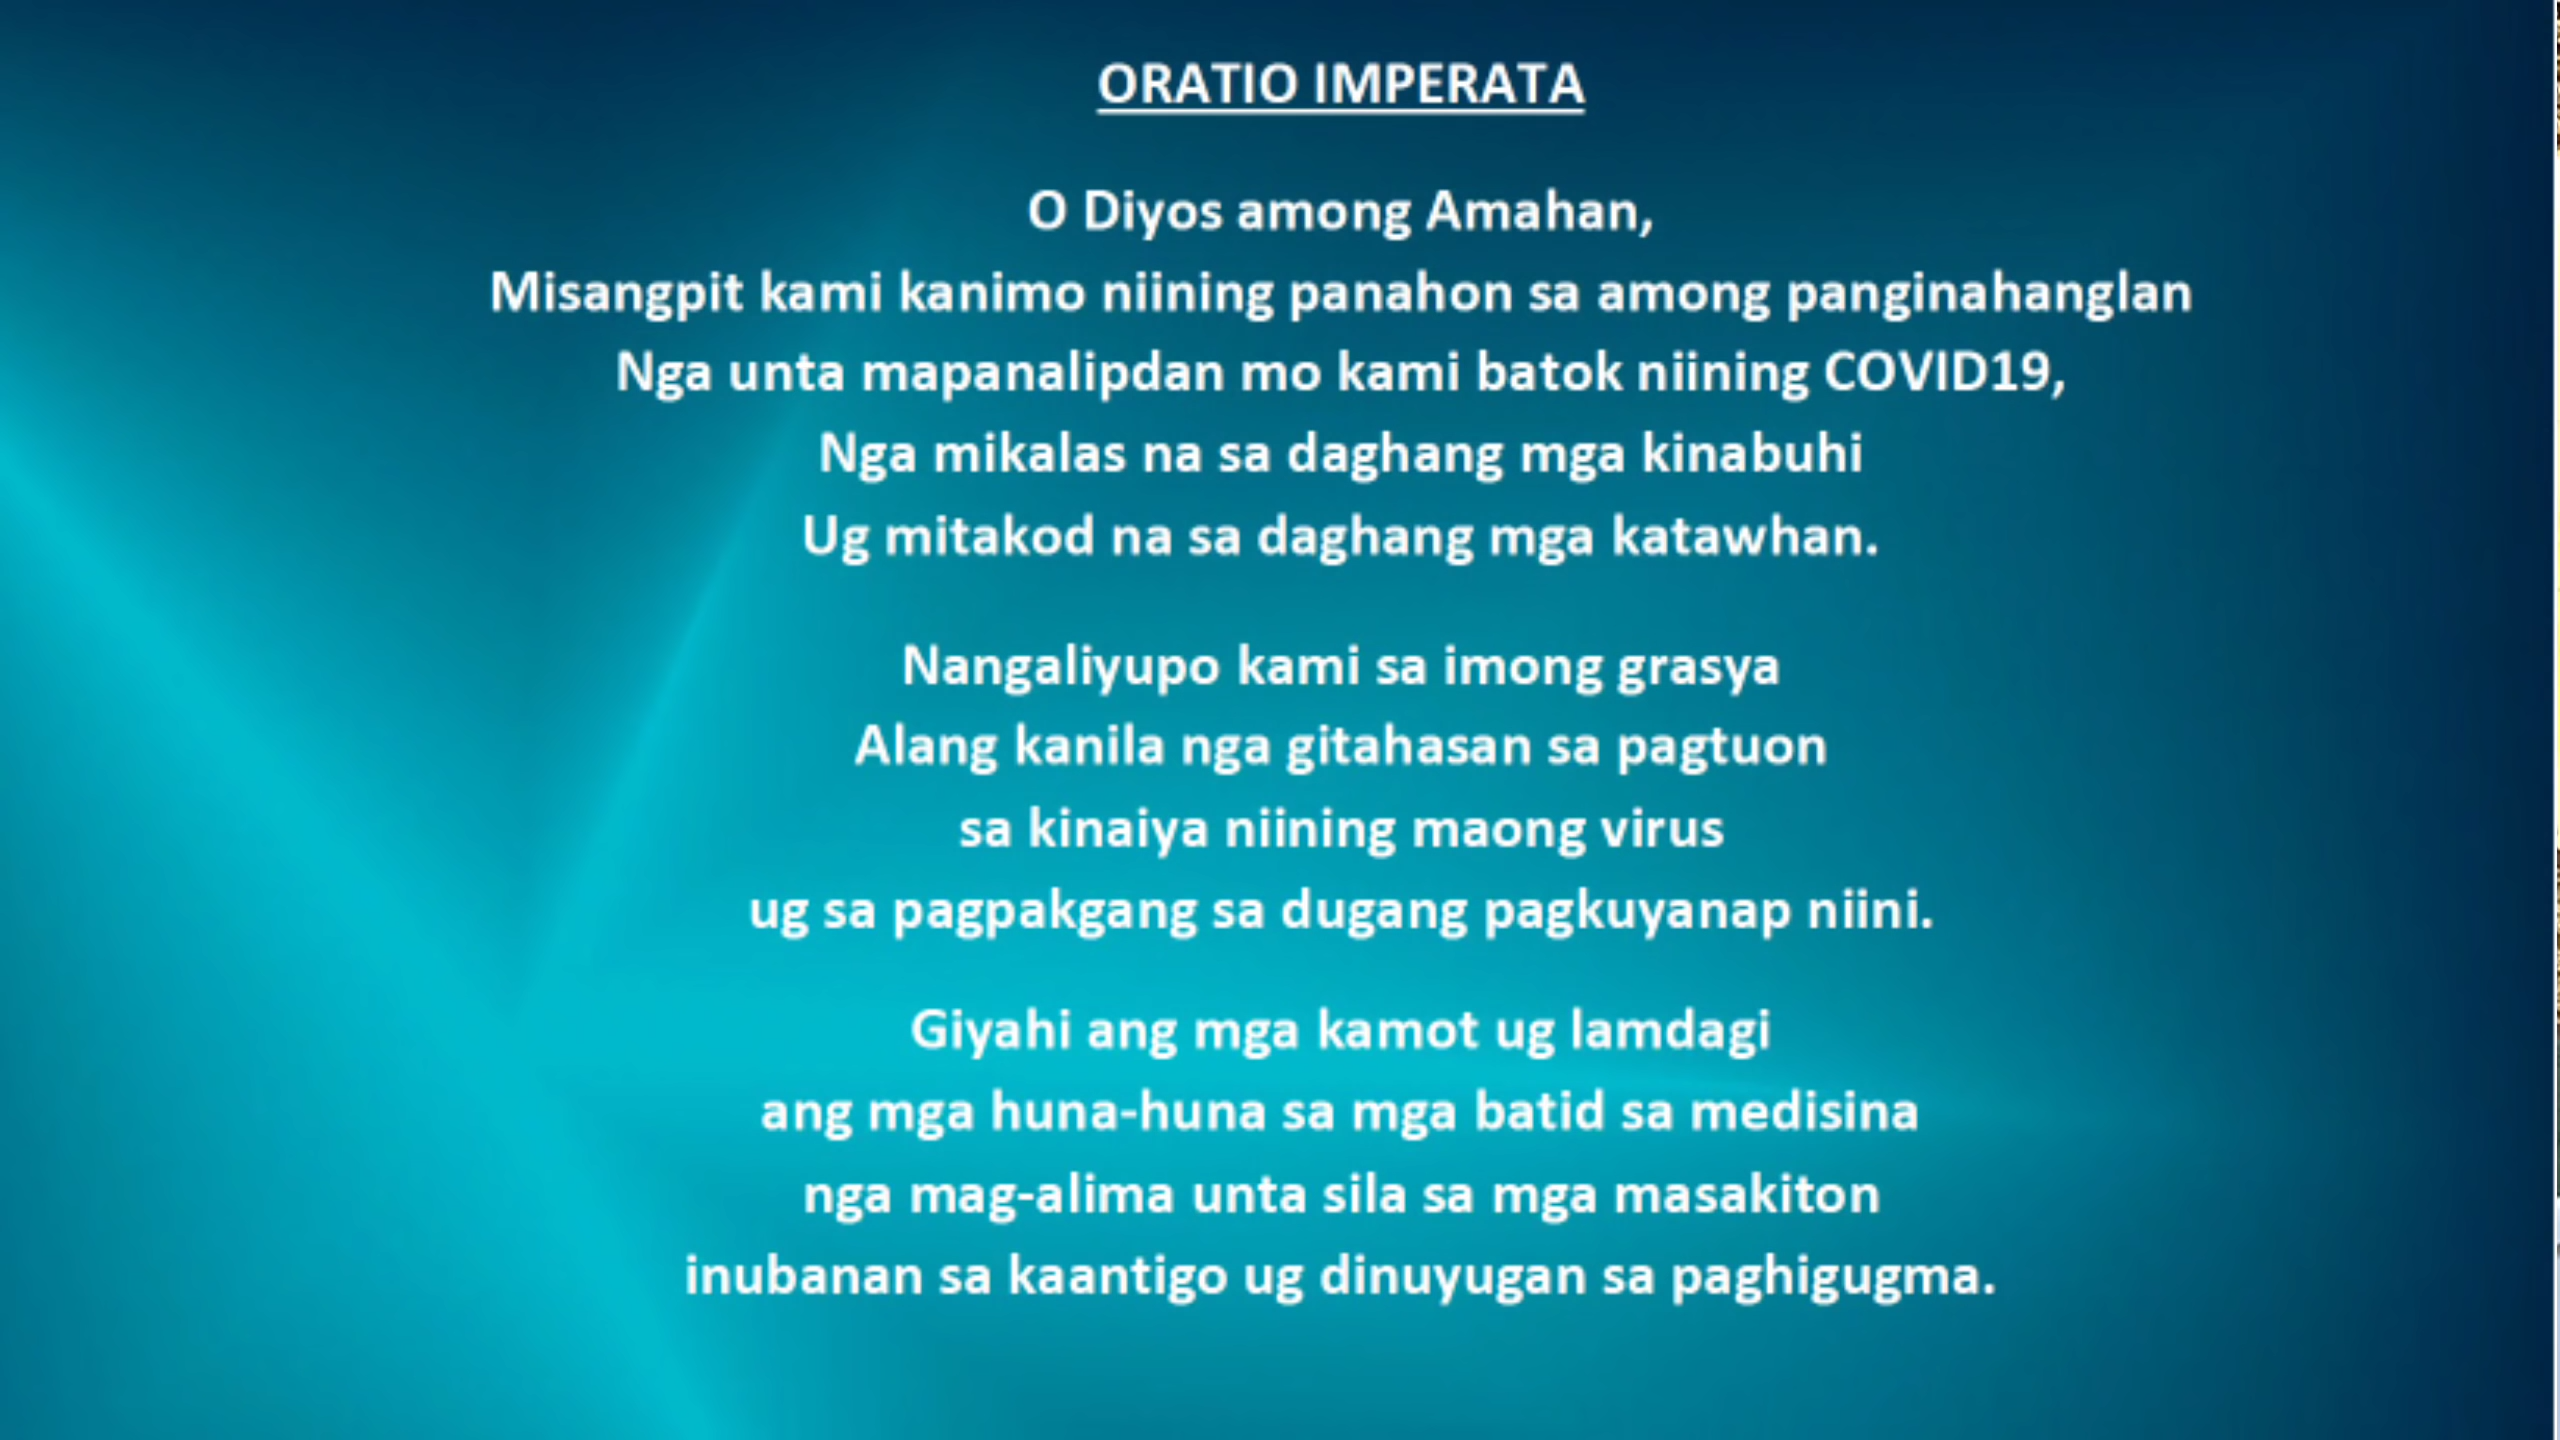 ORATIO IMPERATA
O Diyos among Amahan,
Misangpit kami kanimo niining panahon sa among panginahanglan
Nga unta mapanalipdan mo kami batok niining COVID19,
Nga mikalas na sa daghang mga kinabuhi
Ug mitakod na sa daghang mga katawhan.
Nangaliyupo kami sa imong grasya
Alang kanila nga gitahasan sa pagtuon
sa kinaiya niining maong virus
ug sa pagpakgang sa dugang pagkuyanap niini.
Giyahi ang mga kamot ug lamdagi
ang mga huna-huna sa mga batid sa medisina
nga mag-alima unta sila sa mga masakiton
inubanan sa kaantigo ug dinuyugan sa paghigugma.